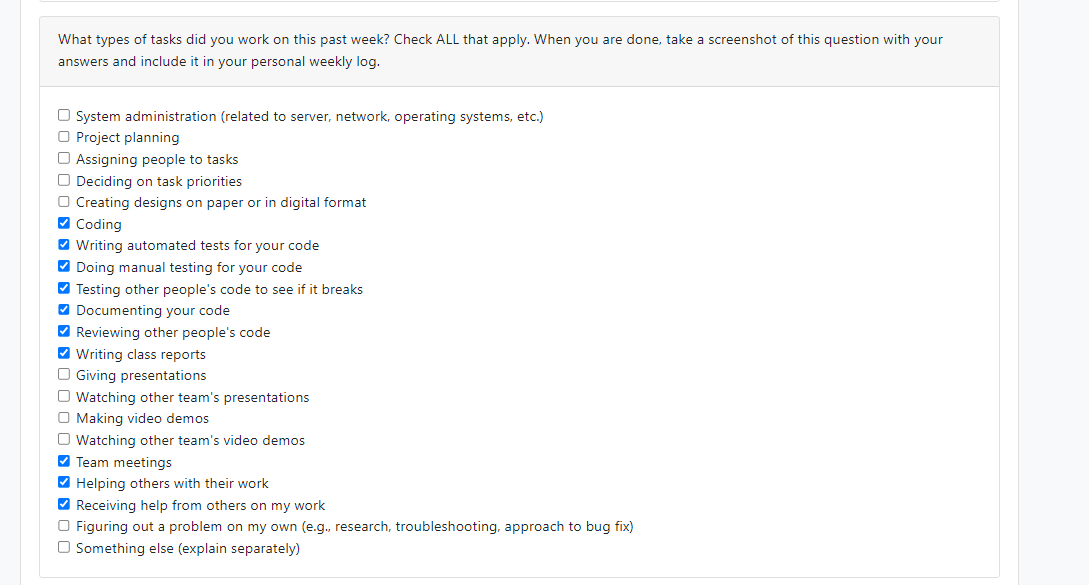 What types of tasks did you work on this past week? Check ALL that apply. When you are done, take a screenshot of this question with your
answers and include it in your personal weekly log.
System administration (related to server, network, operating systems, etc.)
Project planning
Assigning people to tasks
Deciding on task priorities
Creating designs on paper or in digital format
Coding
Writing automated tests for your code
Doing manual testing for your code
Testing other people's code to see if it breaks
Documenting your code
Reviewing other people's code
Writing class reports
Giving presentations
Watching other team's presentations
Making video demos
Watching other team's video demos
Team meetings
Helping others with their work
Receiving help from others on my work
Figuring out a problem on my own (e.g., research, troubleshooting, approach to bug fix)
Something else (explain separately)